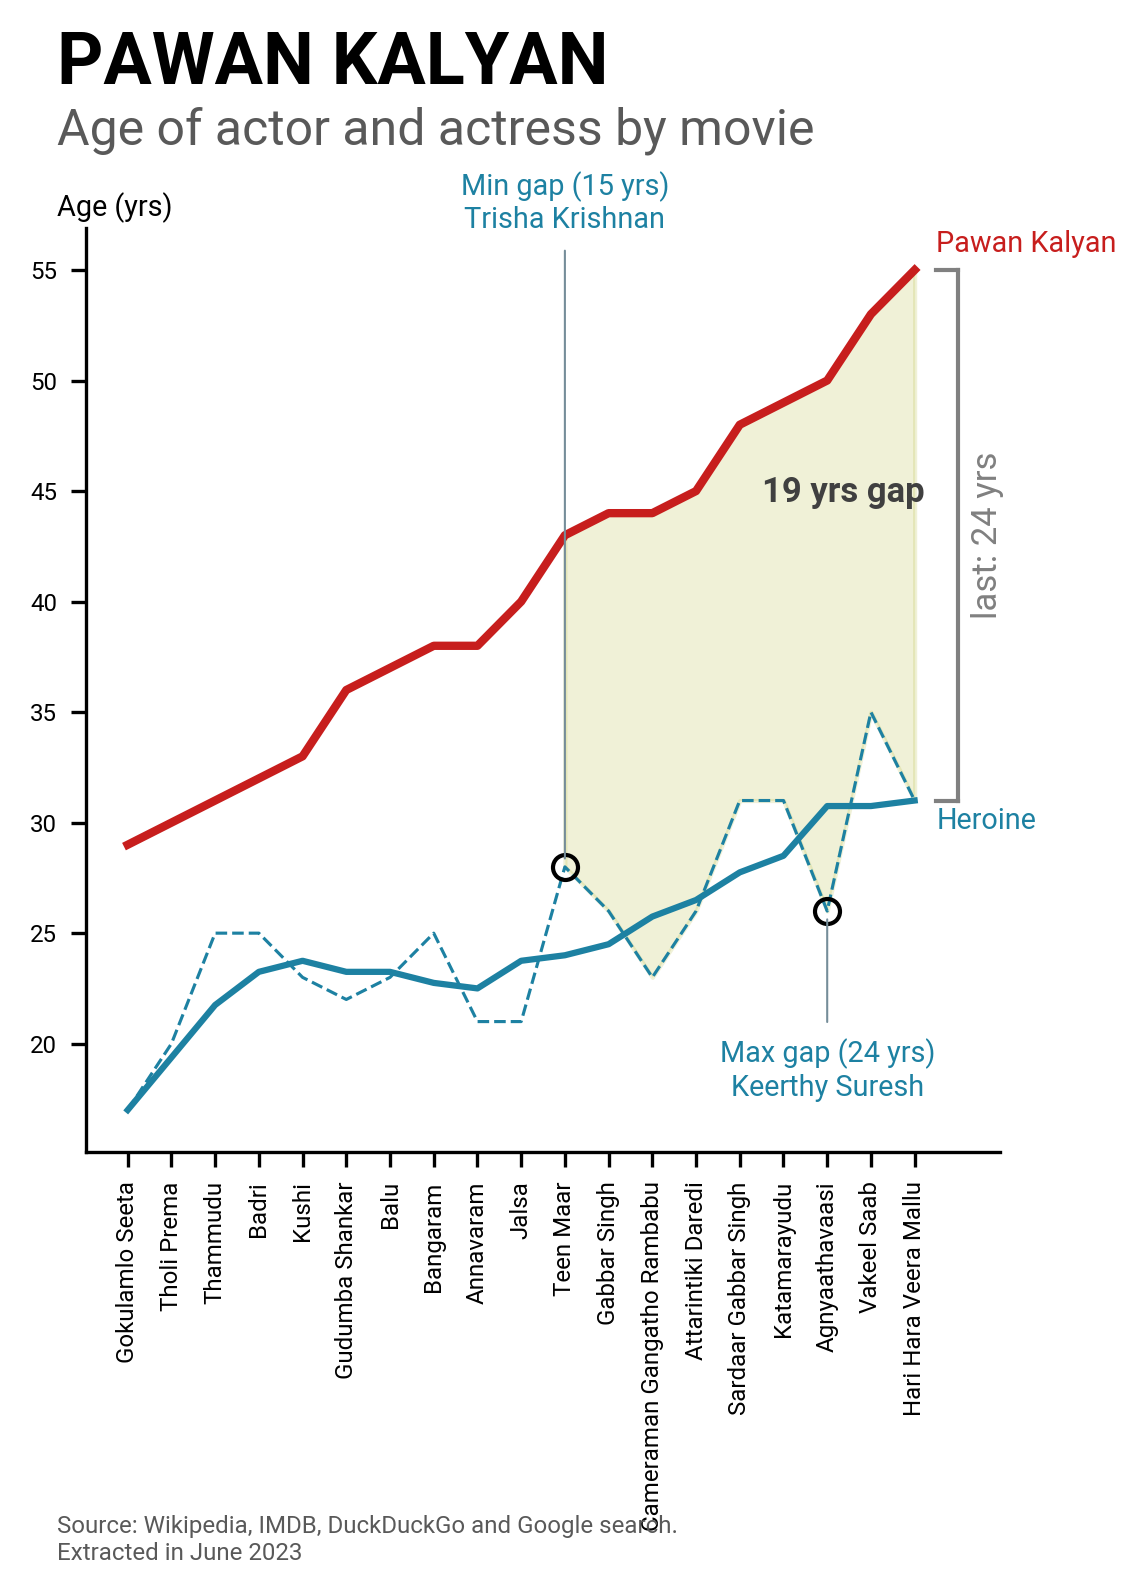 PAWAN KALYAN
Age of actor and actress by movie
Min gap (15 yrs)
Trisha Krishnan
Age (yrs)
Pawan Kalyan
55
50
45
40
35
30
25
20
19 yrs gap
last: 24 yrs
Heroine
Max gap (24 yrs)
Keerthy Suresh
Gokulamlo Seeta
Tholi Prema
Thammudu
Badri
Kushi
Gudumba Shankar
Balu
Bangaram
Annavaram
Jalsa
Teen Maar
Gabbar Singh
Cameraman Gangatho Rambabu
Attarintiki Daredi
Sardaar Gabbar Singh
Katamarayudu
Agnyaathavaasi
Vakeel Saab
Hari Hara Veera Mallu
Source: Wikipedia, IMDB, DuckDuckGo and Google search.
Extracted in June 2023